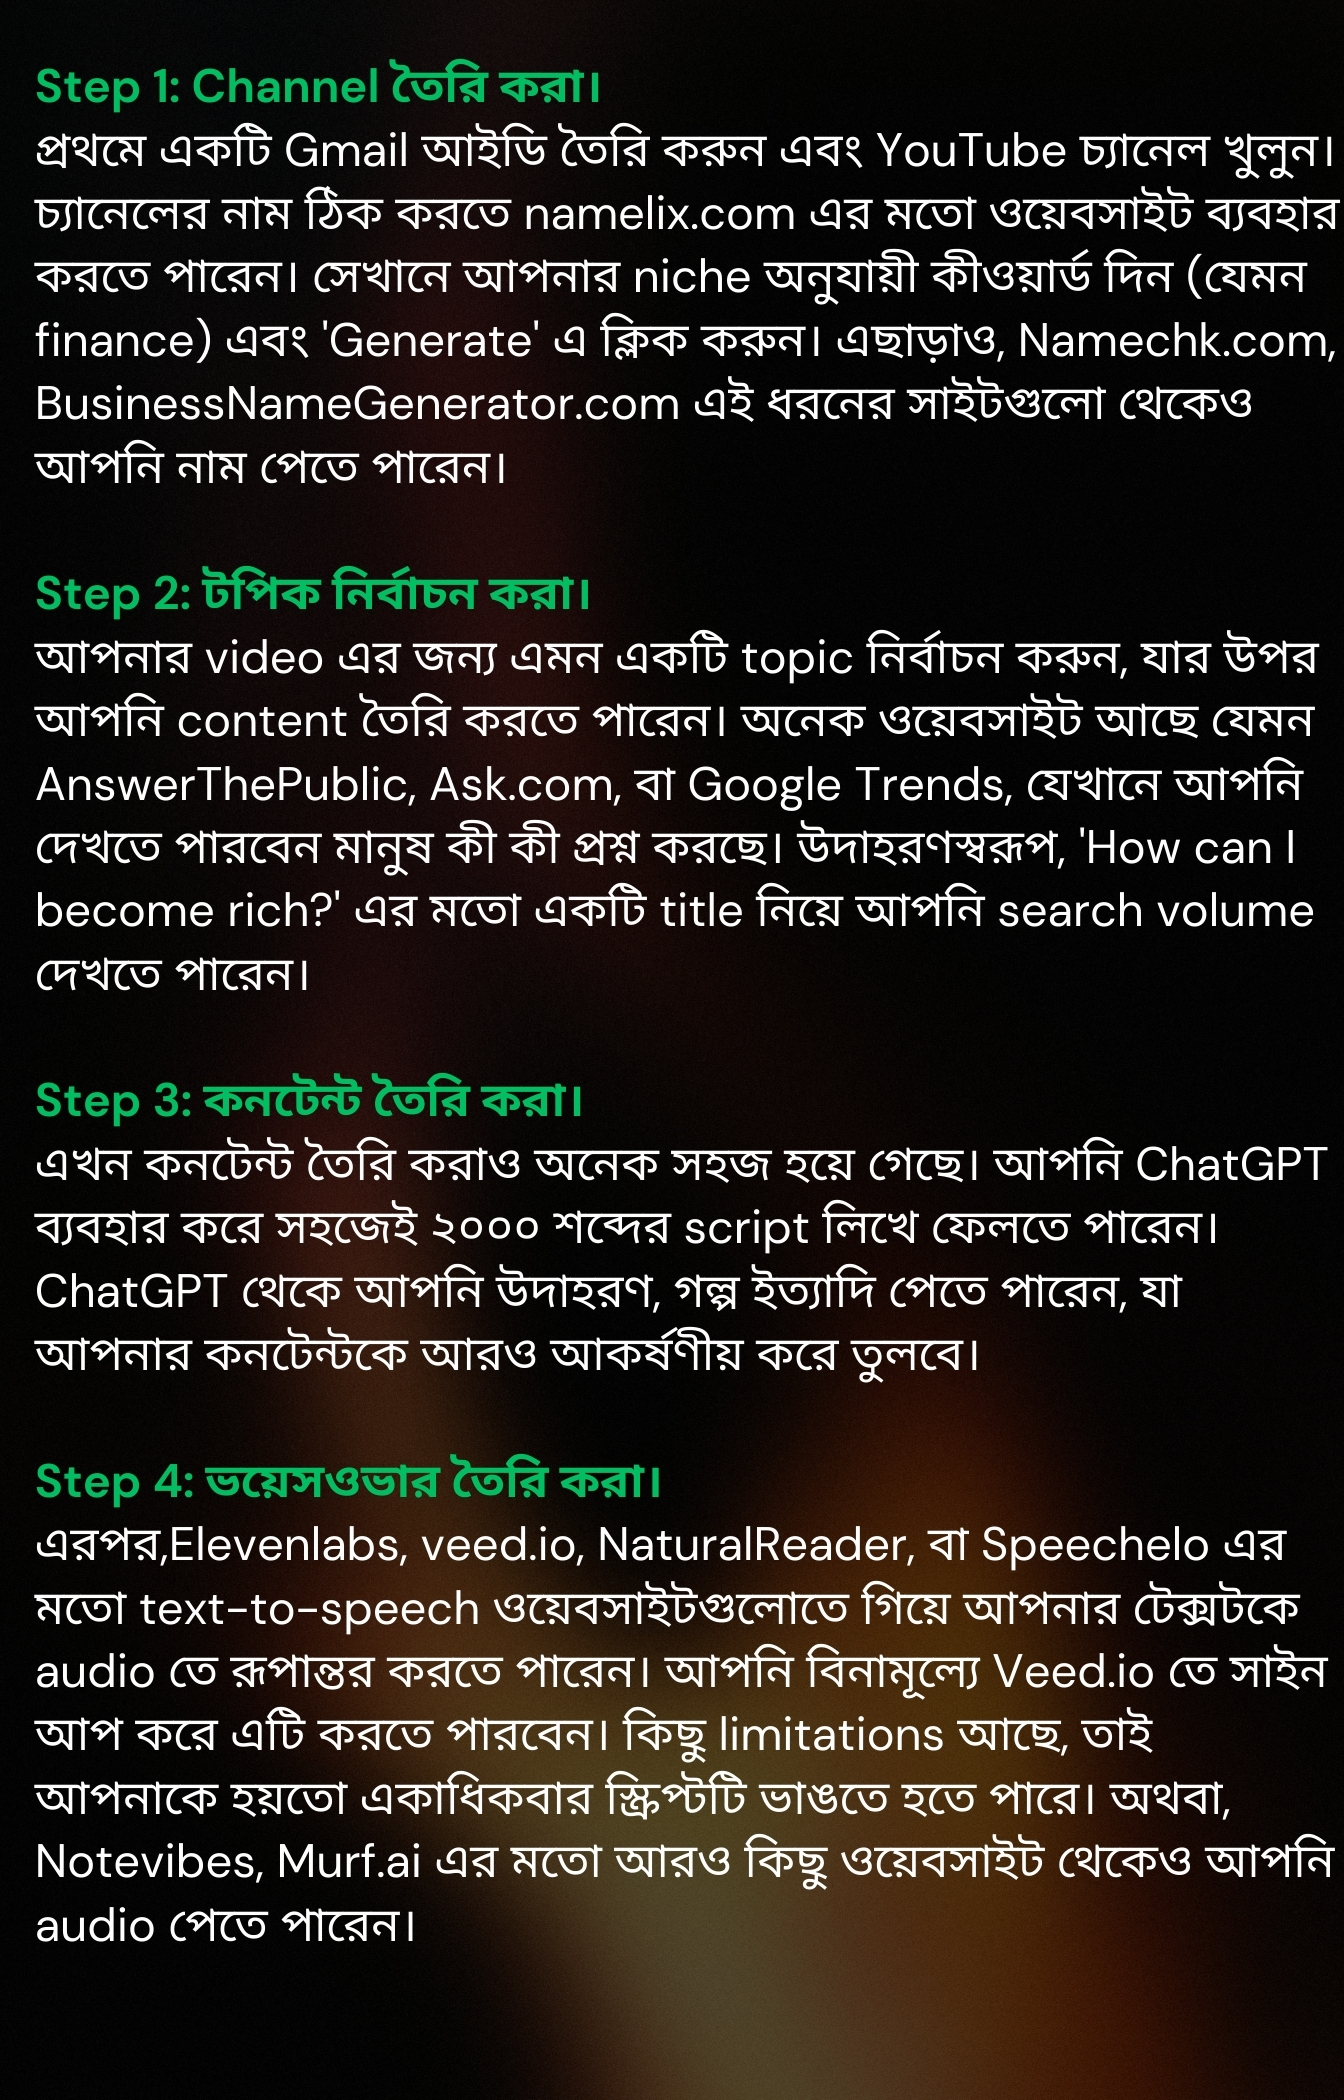 Step 1: Channel তৈরি করা।
প্রথমে একটি Gmail আইডি তৈরি করুন এবং YouTube চ্যানেল খুলুন।
চ্যানেলের নাম ঠিক করতে namelix.com এর মতো ওয়েবসাইট ব্যবহার
করতে পারেন। সেখানে আপনার niche অনুযায়ী কীওয়ার্ড দিন (যেমন
finance) এবং 'Generate' এ ক্লিক করুন। এছাড়াও, Namechk.com,
BusinessNameGenerator.com এই ধরনের সাইটগুলো থেকেও
আপনি নাম পেতে পারেন।
Step 2: টপিক নির্বাচন করা।
আপনার video এর জন্য এমন একটি topic নির্বাচন করুন, যার উপর
আপনি content তৈরি করতে পারেন। অনেক ওয়েবসাইট আছে যেমন
AnswerThePublic, Ask.com, বা Google Trends, যেখানে আপনি
দেখতে পারবেন মানুষ কী কী প্রশ্ন করছে। উদাহরণস্বরূপ, 'How can I
become rich?' এর মতো একটি title নিয়ে আপনি search volume
দেখতে পারেন।
Step 3: কনটেন্ট তৈরি করা।
এখন কনটেন্ট তৈরি করাও অনেক সহজ হয়ে গেছে। আপনি ChatGPT
ব্যবহার করে সহজেই ২০০০ শব্দের script লিখে ফেলতে পারেন।
ChatGPT থেকে আপনি উদাহরণ, গল্প ইত্যাদি পেতে পারেন, যা
আপনার কনটেন্টকে আরও আকর্ষণীয় করে তুলবে।
Step 4: ভয়েসওভার তৈরি করা।
এরপর,Elevenlabs, veed.io, NaturalReader, বা Speechelo এর
মতো text-to-speech ওয়েবসাইটগুলোতে গিয়ে আপনার টেক্সটকে
audio তে রূপান্তর করতে পারেন। আপনি বিনামূল্যে Veed.io তে সাইন
আপ করে এটি করতে পারবেন। কিছু limitations আছে, তাই
আপনাকে হয়তো একাধিকবার স্ক্রিপ্টটি ভাঙতে হতে পারে। অথবা,
Notevibes, Murf.ai এর মতো আরও কিছু ওয়েবসাইট থেকেও আপনি
audio পেতে পারেন।